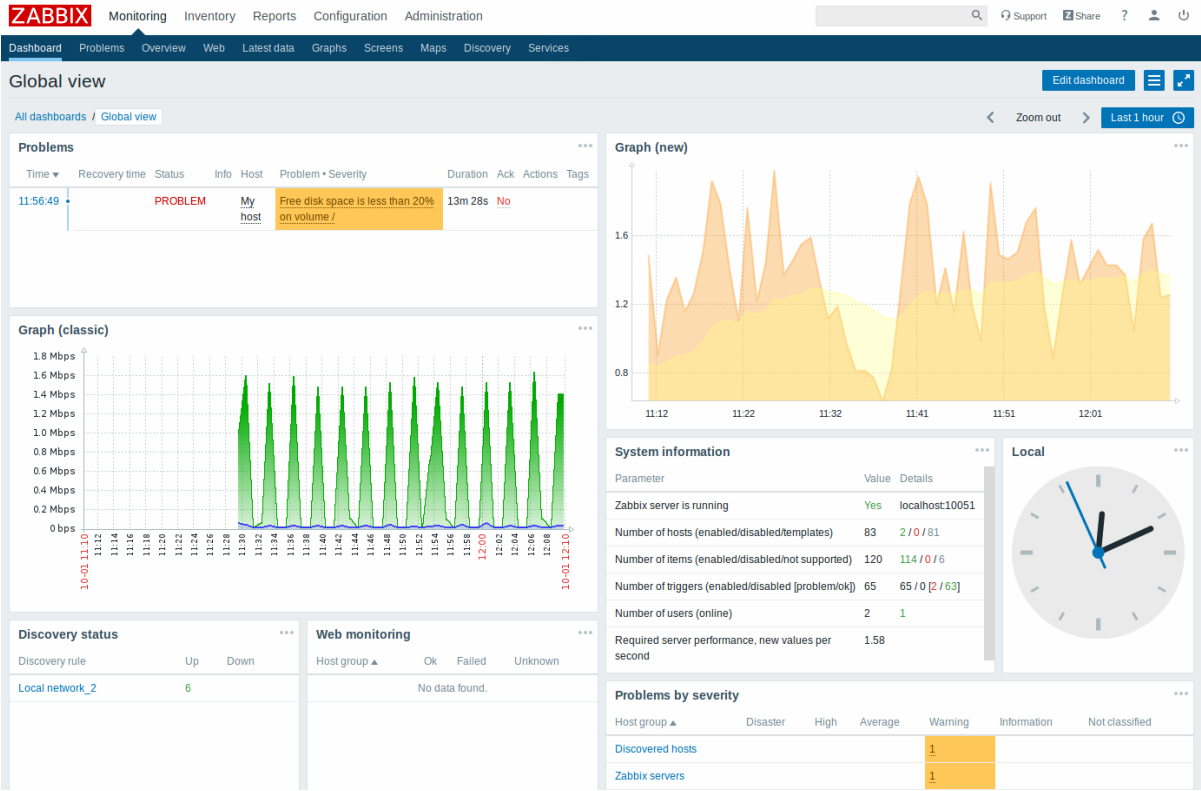 ZABBIX Monitoring Inventory Reports Configuration Administration Support Z Share ?
Dashboard Problems Overview Web Latest data Graphs Screens Maps Discovery Services
Global view Edit dashboard
All dashboards / Global view Zoom out Last 1 hour
Problems
Time ▼ Recovery time Status Info Host Problem • Severity Duration Ack Actions Tags
11:56:49 PROBLEM My host Free disk space is less than 20% on volume / 13m 28s No
Graph (classic)
1.8 Mbps
1.6 Mbps
1.4 Mbps
1.2 Mbps
1.0 Mbps
0.8 Mbps
0.6 Mbps
0.4 Mbps
0.2 Mbps
0 bps
10-01 11:10 11:12 11:14 11:16 11:18 11:20 11:22 11:24 11:26 11:28 11:30 11:32 11:34 11:36 11:38 11:40 11:42 11:44 11:46 11:48 11:50 11:52 11:54 11:56 11:58 12:00 12:02 12:04 12:06 12:08 10-01 12:10
Discovery status
Discovery rule Up Down
Local network_2 6
Web monitoring
Host group ▲ Ok Failed Unknown
No data found.
Graph (new)
1.6
1.2
0.8
11:12 11:22 11:32 11:41 11:51 12:01
System information
Parameter Value Details
Zabbix server is running Yes localhost:10051
Number of hosts (enabled/disabled/templates) 83 2 / 0 / 81
Number of items (enabled/disabled/not supported) 120 114 / 0 / 6
Number of triggers (enabled/disabled [problem/ok]) 65 65 / 0 [2 / 63]
Number of users (online) 2 1
Required server performance, new values per second 1.58
Local
Problems by severity
Host group ▲ Disaster High Average Warning Information Not classified
Discovered hosts 1
Zabbix servers 1